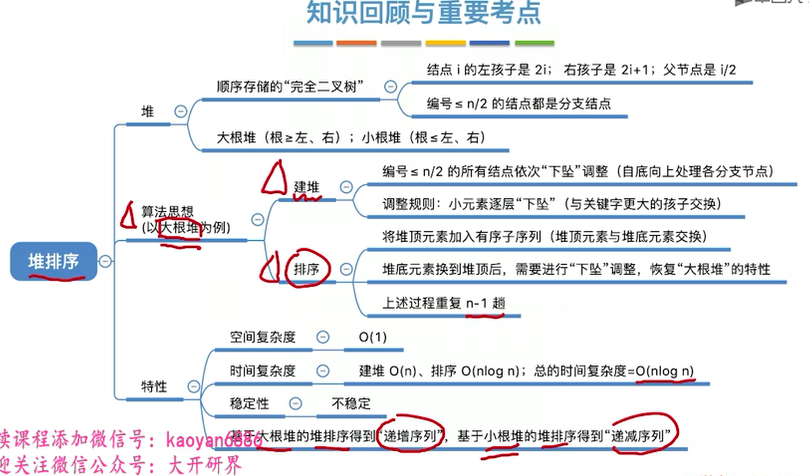 知识回顾与重要考点
结点 i 的左孩子是 2i； 右孩子是 2i+1；父节点是 i/2
顺序存储的“完全二叉树”
编号≤ n/2 的结点都是分支结点
堆
大根堆（根≥左、右）；小根堆（根≤左、右）
编号≤ n/2 的所有结点依次“下坠”调整（自底向上处理各分支节点）
建堆
调整规则：小元素逐层“下坠”（与关键字更大的孩子交换）
算法思想
(以大根堆为例)
将堆顶元素加入有序子序列（堆顶元素与堆底元素交换）
堆排序
排序
堆底元素换到堆顶后，需要进行“下坠”调整，恢复“大根堆”的特性
上述过程重复 n-1 趟
空间复杂度
O(1)
时间复杂度
建堆 O(n)、排序 O(nlog n)；总的时间复杂度=O(nlog n)
特性
稳定性
不稳定
基于大根堆的堆排序得到“递增序列”，基于小根堆的堆排序得到“递减序列”
读课程添加微信号：kaoyan6886
迎关注微信公众号：大开研界